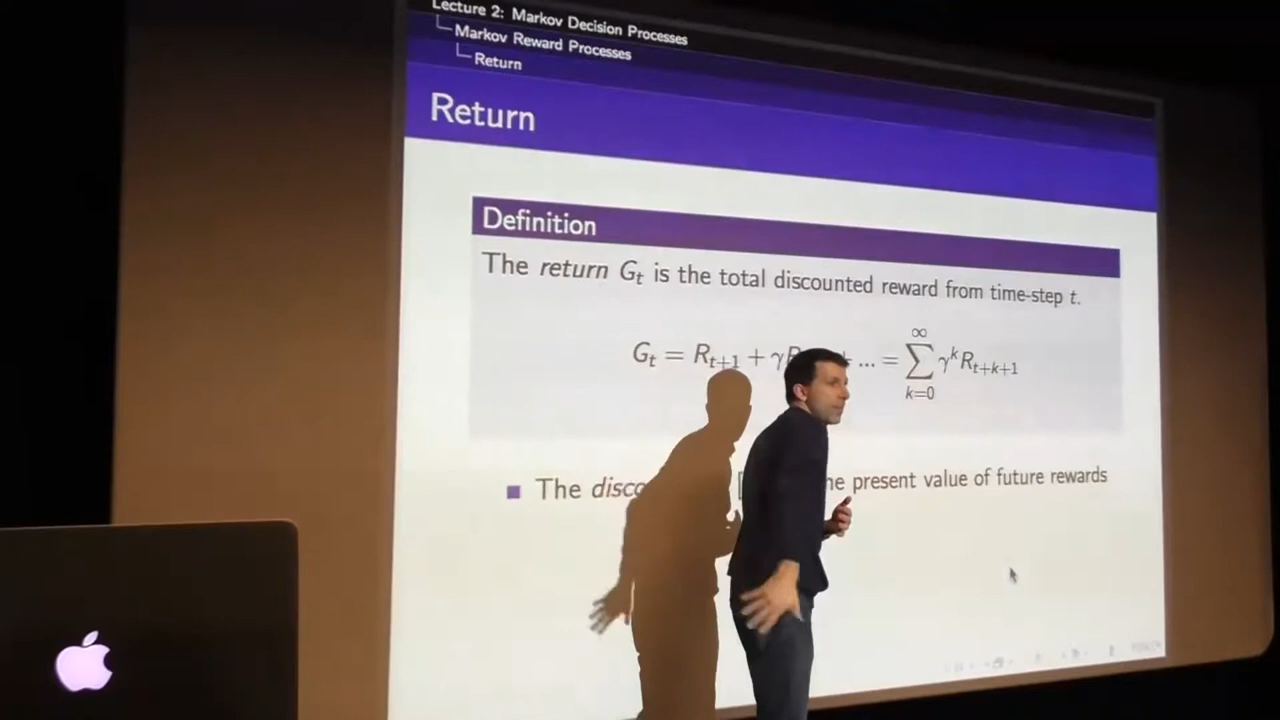 Lecture 2: Markov Decision Processes
Markov Reward Processes
Return
Return
Definition
The return Gₜ is the total discounted reward from time-step t.
Gₜ = Rₜ₊₁ + γ + ... = ∑ γᵏRₜ₊ₖ₊₁
∞
k=0
The present value of future rewards